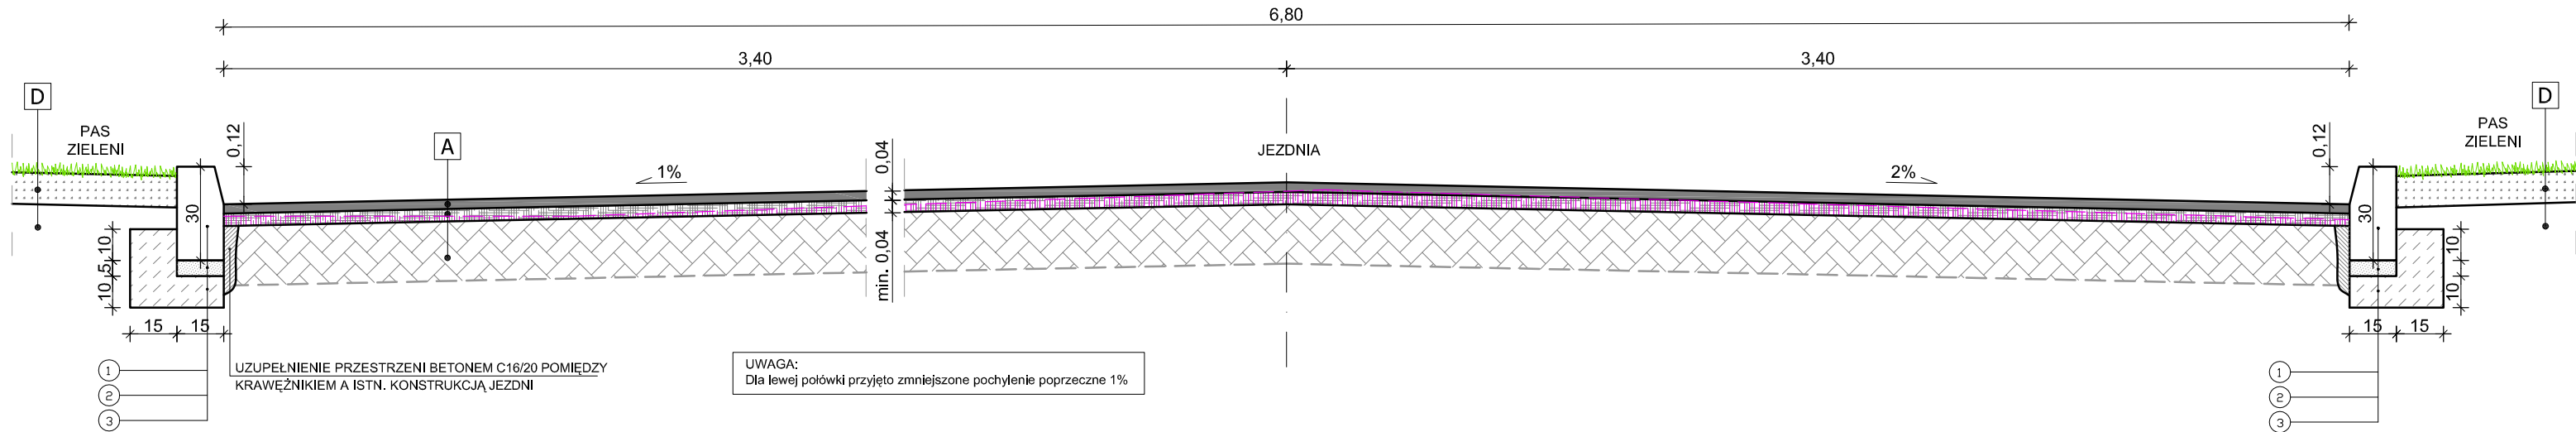 6,80
3,40
3,40
D
D
PAS
ZIELENI
0,12
A
1%
0,04
JEZDNIA
2%
0,12
PAS
ZIELENI
30
30
10
5
10
min. 0,04
10
10
15
15
15
15
UZUPEŁNIENIE PRZESTRZENI BETONEM C16/20 POMIĘDZY
KRAWĘŻNIKIEM A ISTN. KONSTRUKCJĄ JEZDNI
UWAGA:
Dla lewej połówki przyjęto zmniejszone pochylenie poprzeczne 1%
1
2
3
1
2
3